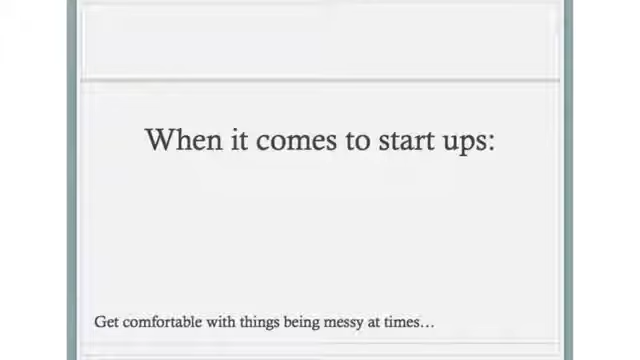 When it comes to start ups:
Get comfortable with things being messy at times…